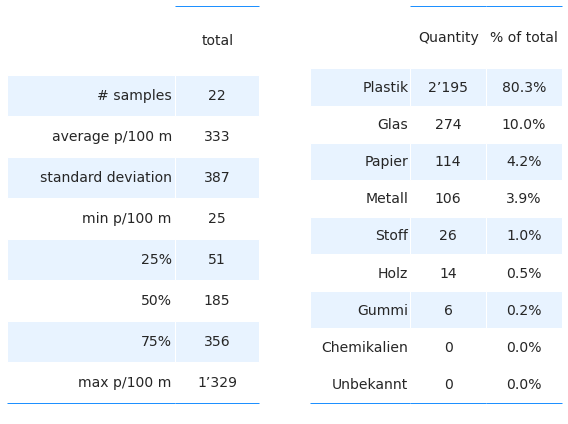 total
# samples 22
average p/100 m 333
standard deviation 387
min p/100 m 25
25% 51
50% 185
75% 356
max p/100 m 1’329
Quantity % of total
Plastik 2’195 80.3%
Glas 274 10.0%
Papier 114 4.2%
Metall 106 3.9%
Stoff 26 1.0%
Holz 14 0.5%
Gummi 6 0.2%
Chemikalien 0 0.0%
Unbekannt 0 0.0%